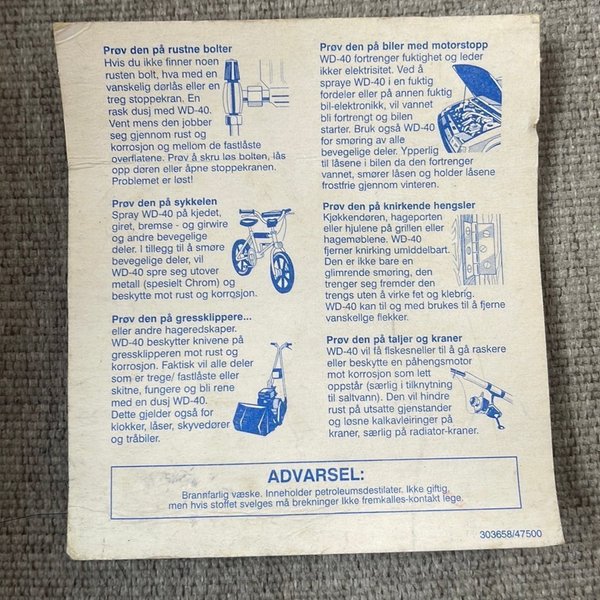 Prøv den på rustne bolter
Hvis du ikke finner noen
rusten bolt, hva med en
vanskelig dørlås eller en
treg stoppekran. En
rask dusj med WD-40.
Vent mens den jobber
seg gjennom rust og
korrosjon og mellom de fastlåste
overflatene. Prøv å skru løs bolten, lås
opp døren eller åpne stoppekranen.
Problemet er løst!
Prøv den på sykkelen
Spray WD-40 på kjedet,
giret, bremse - og girwire
og andre bevegelige
deler. I tillegg til å smøre
bevegelige deler, vil
WD-40 spre seg utover
metall (spesielt Chrom) og
beskytte mot rust og korrosjon.
Prøv den på gressklippere...
eller andre hageredskaper.
WD-40 beskytter knivene på
gressklipperen mot rust og
korrosjon. Faktisk vil alle deler
som er trege/ fastlåste eller
skitne, fungere og bli rene
med en dusj WD-40.
Dette gjelder også for
klokker, låser, skyvedører
og tråbiler.
Prøv den på biler med motorstopp
WD-40 fortrenger fuktighet og leder
ikker elektrisitet. Ved å
spraye WD-40 i en fuktig
fordeler eller på annen fuktig
bil-elektronikk, vil vannet
bli fortrengt og bilen
starter. Bruk også WD-40
for smøring av alle
bevegelige deler. Ypperlig
til låsene i bilen da den fortrenger
vannet, smører låsen og holder låsene
frostfrie gjennom vinteren.
Prøv den på knirkende hengsler
Kjøkkendøren, hageporten
eller hjulene på grillen eller
hagemøblene. WD-40
fjerner knirking umiddelbart.
Den er ikke bare en
glimrende smøring, den
trenger seg fremder den
trengs uten å virke fet og klebrig.
WD-40 kan til og med brukes til å fjerne
vanskelige flekker.
Prøv den på taljer og kraner
WD-40 vil få flskesneller til å gå raskere
eller beskytte en påhengsmotor
mot korrosjon som lett
oppstår (særlig i tilknytning
til saltvann). Den vil hindre
rust på utsatte gjenstander
og løsne kalkavleiringer på
kraner, særlig på radiator-kraner.
ADVARSEL:
Brannfarlig væske. Inneholder petroleumsdestilater. Ikke giftig,
men hvis stoffet svelges må brekninger Ikke fremkalles-kontakt lege.
303658/47500